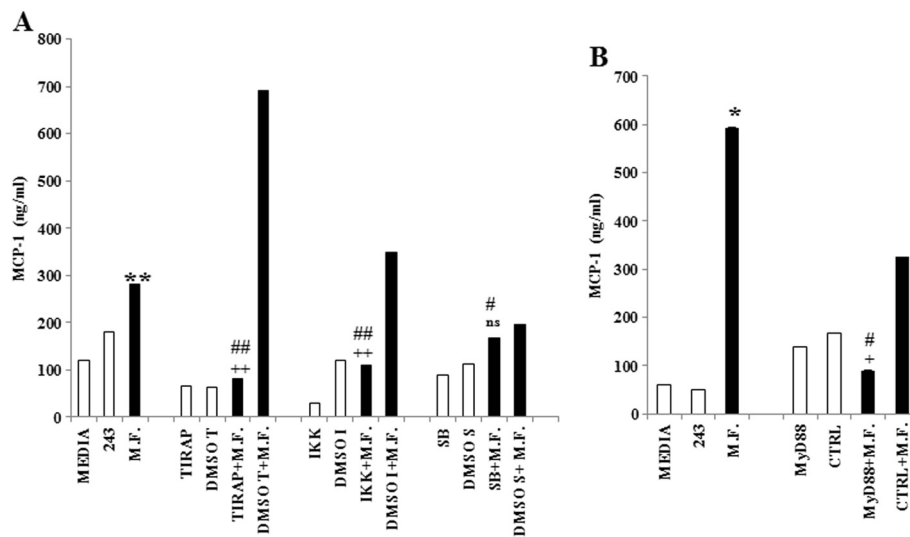 A
MCP-1 (ng/ml)
800
700
600
500
400
300
200
100
0
**
##
++
##
++
#
ns
MEDIA
243
M.F.
TIRAP
DMSO T
TIRAP+M.F.
DMSO T+M.F.
IKK
DMSO I
IKK+M.F.
DMSO I+M.F.
SB
DMSO S
SB+M.F.
DMSO S+ M.F.
B
MCP-1 (ng/ml)
700
600
500
400
300
200
100
0
*
#
+
MEDIA
243
M.F.
MyD88
CTRL
MyD88+M.F.
CTRL+M.F.